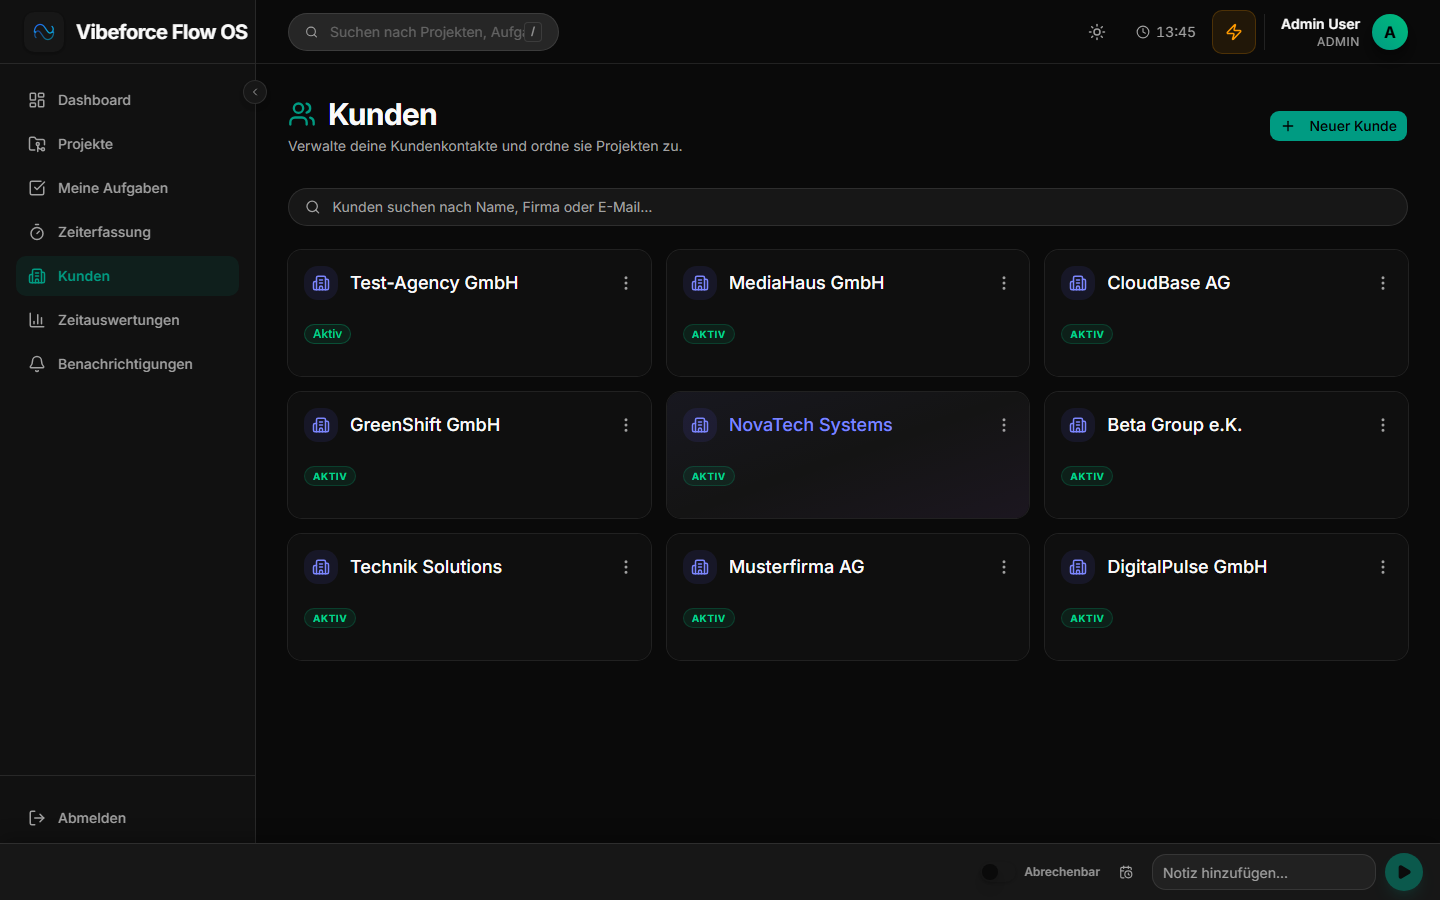 Vibeforce Flow OS
Suchen nach Projekten, Aufga
/
13:45
Admin User
ADMIN
A
Dashboard
Projekte
Meine Aufgaben
Zeiterfassung
Kunden
Zeitauswertungen
Benachrichtigungen
Abmelden
Kunden
Verwalte deine Kundenkontakte und ordne sie Projekten zu.
Neuer Kunde
Kunden suchen nach Name, Firma oder E-Mail...
Test-Agency GmbH
Aktiv
MediaHaus GmbH
AKTIV
CloudBase AG
AKTIV
GreenShift GmbH
AKTIV
NovaTech Systems
AKTIV
Beta Group e.K.
AKTIV
Technik Solutions
AKTIV
Musterfirma AG
AKTIV
DigitalPulse GmbH
AKTIV
Abrechenbar
Notiz hinzufügen...